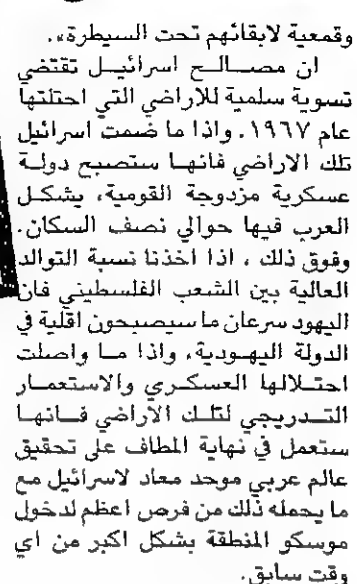 وقمعية لابقائهم تحت السيطرة».
ان مصالح اسرائيل تقتضي
تسوية سلمية للاراضي التي احتلتها
عام ١٩٦٧. واذا ما ضمت اسرائيل
تلك الاراضي فانها ستصبح دولة
عسكرية مزدوجة القومية، يشكل
العرب فيها حوالي نصف السكان.
وفوق ذلك ، اذا اخذنا نسبة التوالد
العالية بين الشعب الفلسطيني فان
اليهود سرعان ما سيصبحون اقلية في
الدولة اليهودية، واذا ما واصلت
احتلالها العسكري والاستعمار
التدريجي لتلك الاراضي فانها
ستعمل في نهاية المطاف على تحقيق
عالم عربي موحد معاد لاسرائيل مع
ما يحمله ذلك من فرص اعظم لدخول
موسكو المنطقة بشكل اكبر من اي
وقت سابق.